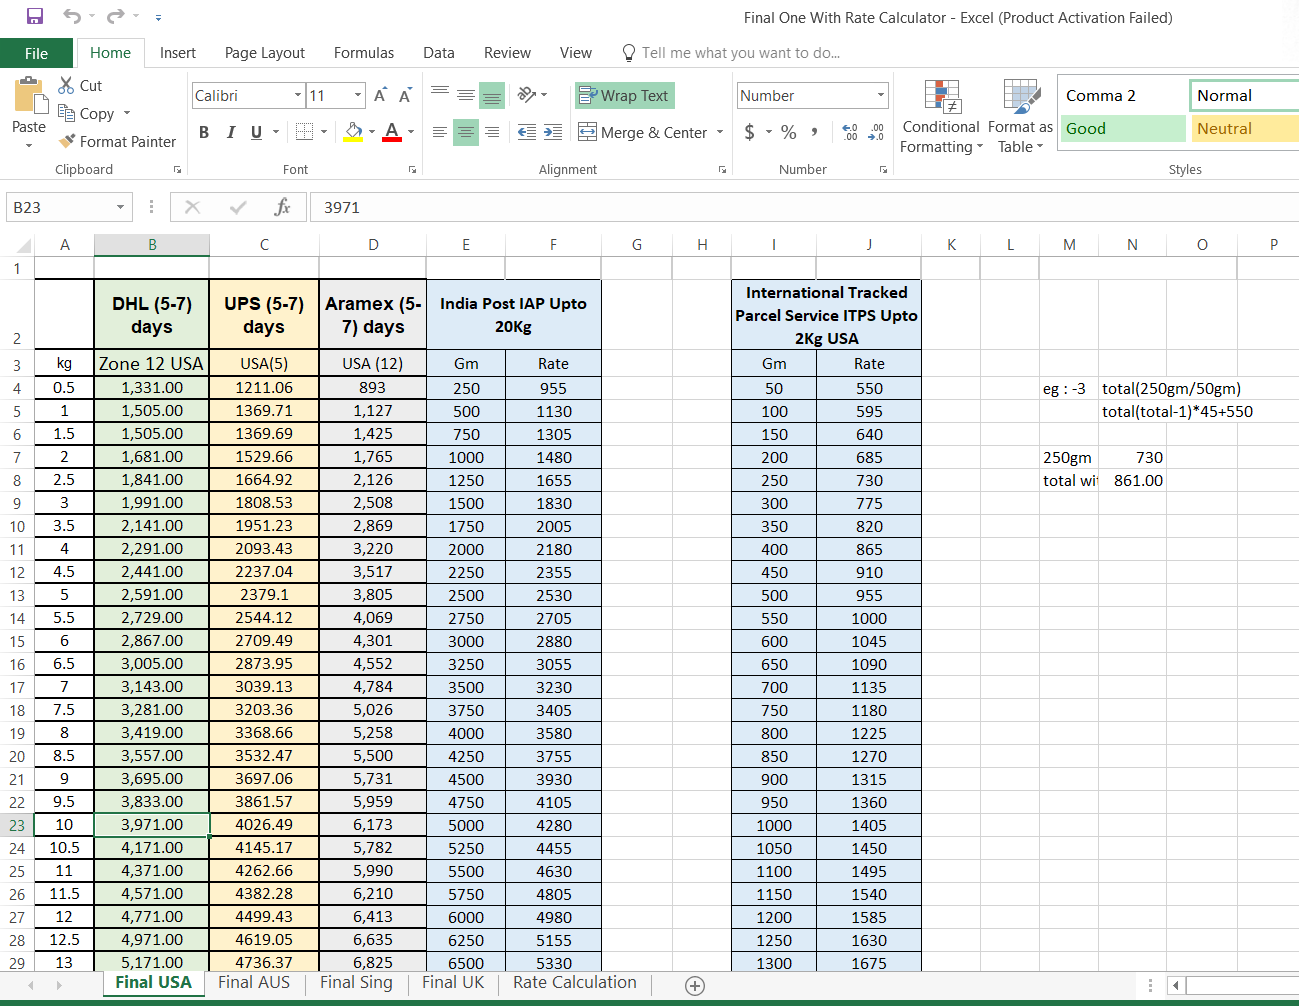 Final One With Rate Calculator - Excel (Product Activation Failed)
File Home Insert Page Layout Formulas Data Review View Tell me what you want to do...
Paste
Cut
Copy
Format Painter
Clipboard
Calibri 11 A A
B I U A
Font
Wrap Text
Merge & Center
Alignment
Number
$ % , .0 .00 .00 .0
Number
Conditional Formatting
Format as Table
Comma 2 Normal
Good Neutral
Styles
B23 fx 3971
A B C D E F G H I J K L M N O P
1
2 DHL (5-7) days UPS (5-7) days Aramex (5-7) days India Post IAP Upto 20Kg International Tracked Parcel Service ITPS Upto 2Kg USA
3 kg Zone 12 USA USA(5) USA (12) Gm Rate Gm Rate
4 0.5 1,331.00 1211.06 893 250 955 50 550 eg : -3 total(250gm/50gm)
5 1 1,505.00 1369.71 1,127 500 1130 100 595 total(total-1)*45+550
6 1.5 1,505.00 1369.69 1,425 750 1305 150 640
7 2 1,681.00 1529.66 1,765 1000 1480 200 685 250gm 730
8 2.5 1,841.00 1664.92 2,126 1250 1655 250 730 total wit 861.00
9 3 1,991.00 1808.53 2,508 1500 1830 300 775
10 3.5 2,141.00 1951.23 2,869 1750 2005 350 820
11 4 2,291.00 2093.43 3,220 2000 2180 400 865
12 4.5 2,441.00 2237.04 3,517 2250 2355 450 910
13 5 2,591.00 2379.1 3,805 2500 2530 500 955
14 5.5 2,729.00 2544.12 4,069 2750 2705 550 1000
15 6 2,867.00 2709.49 4,301 3000 2880 600 1045
16 6.5 3,005.00 2873.95 4,552 3250 3055 650 1090
17 7 3,143.00 3039.13 4,784 3500 3230 700 1135
18 7.5 3,281.00 3203.36 5,026 3750 3405 750 1180
19 8 3,419.00 3368.66 5,258 4000 3580 800 1225
20 8.5 3,557.00 3532.47 5,500 4250 3755 850 1270
21 9 3,695.00 3697.06 5,731 4500 3930 900 1315
22 9.5 3,833.00 3861.57 5,959 4750 4105 950 1360
23 10 3,971.00 4026.49 6,173 5000 4280 1000 1405
24 10.5 4,171.00 4145.17 5,782 5250 4455 1050 1450
25 11 4,371.00 4262.66 5,990 5500 4630 1100 1495
26 11.5 4,571.00 4382.28 6,210 5750 4805 1150 1540
27 12 4,771.00 4499.43 6,413 6000 4980 1200 1585
28 12.5 4,971.00 4619.05 6,635 6250 5155 1250 1630
29 13 5,171.00 4736.37 6,825 6500 5330 1300 1675
Final USA Final AUS Final Sing Final UK Rate Calculation